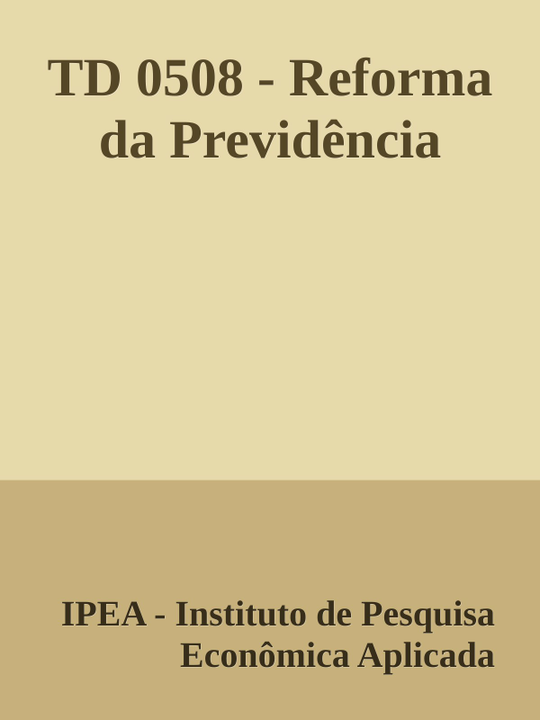 TD 0508 - Reforma
da Previdência
IPEA - Instituto de Pesquisa
Econômica Aplicada